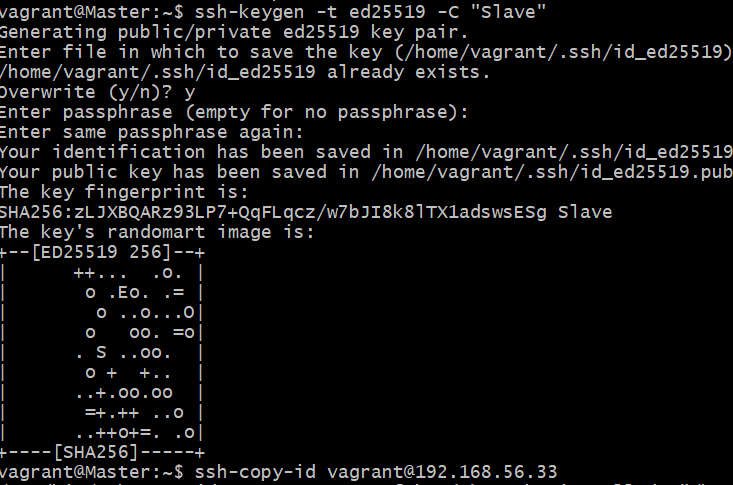 vagrant@Master:~$ ssh-keygen -t ed25519 -C "Slave"
Generating public/private ed25519 key pair.
Enter file in which to save the key (/home/vagrant/.ssh/id_ed25519)
/home/vagrant/.ssh/id_ed25519 already exists.
Overwrite (y/n)? y
Enter passphrase (empty for no passphrase):
Enter same passphrase again:
Your identification has been saved in /home/vagrant/.ssh/id_ed25519
Your public key has been saved in /home/vagrant/.ssh/id_ed25519.pub
The key fingerprint is:
SHA256:zLJXBQARz93LP7+QqFLqcz/w7bJI8k8lTX1adswsESg Slave
The key's randomart image is:
+--[ED25519 256]--+
|      ++... .o.  |
|       o .Eo. .= |
|        o ..o...O|
|       o   oo. =o|
|      . S ..oo.  |
|       o +  +..  |
|      ..+.oo.oo  |
|       =+.++ ..o |
|      ..++o+=. .o|
+----[SHA256]-----+
vagrant@Master:~$ ssh-copy-id vagrant@192.168.56.33